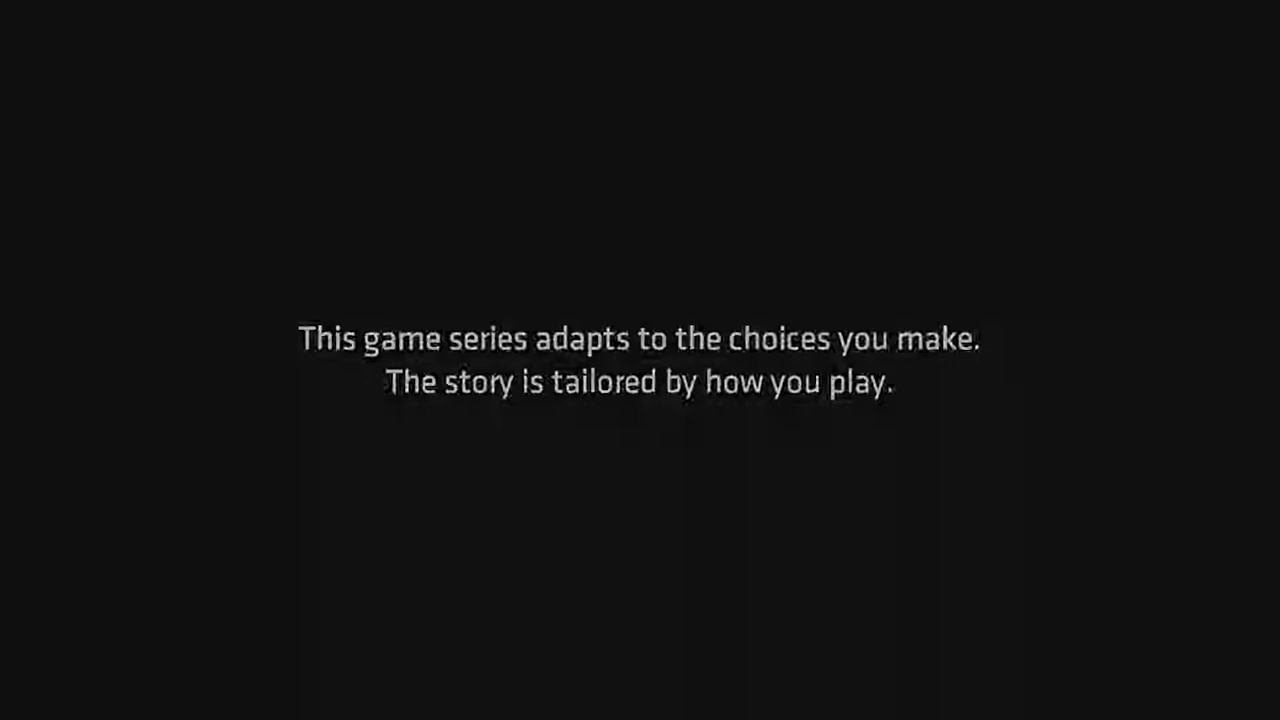 This game series adapts to the choices you make.
The story is tailored by how you play.